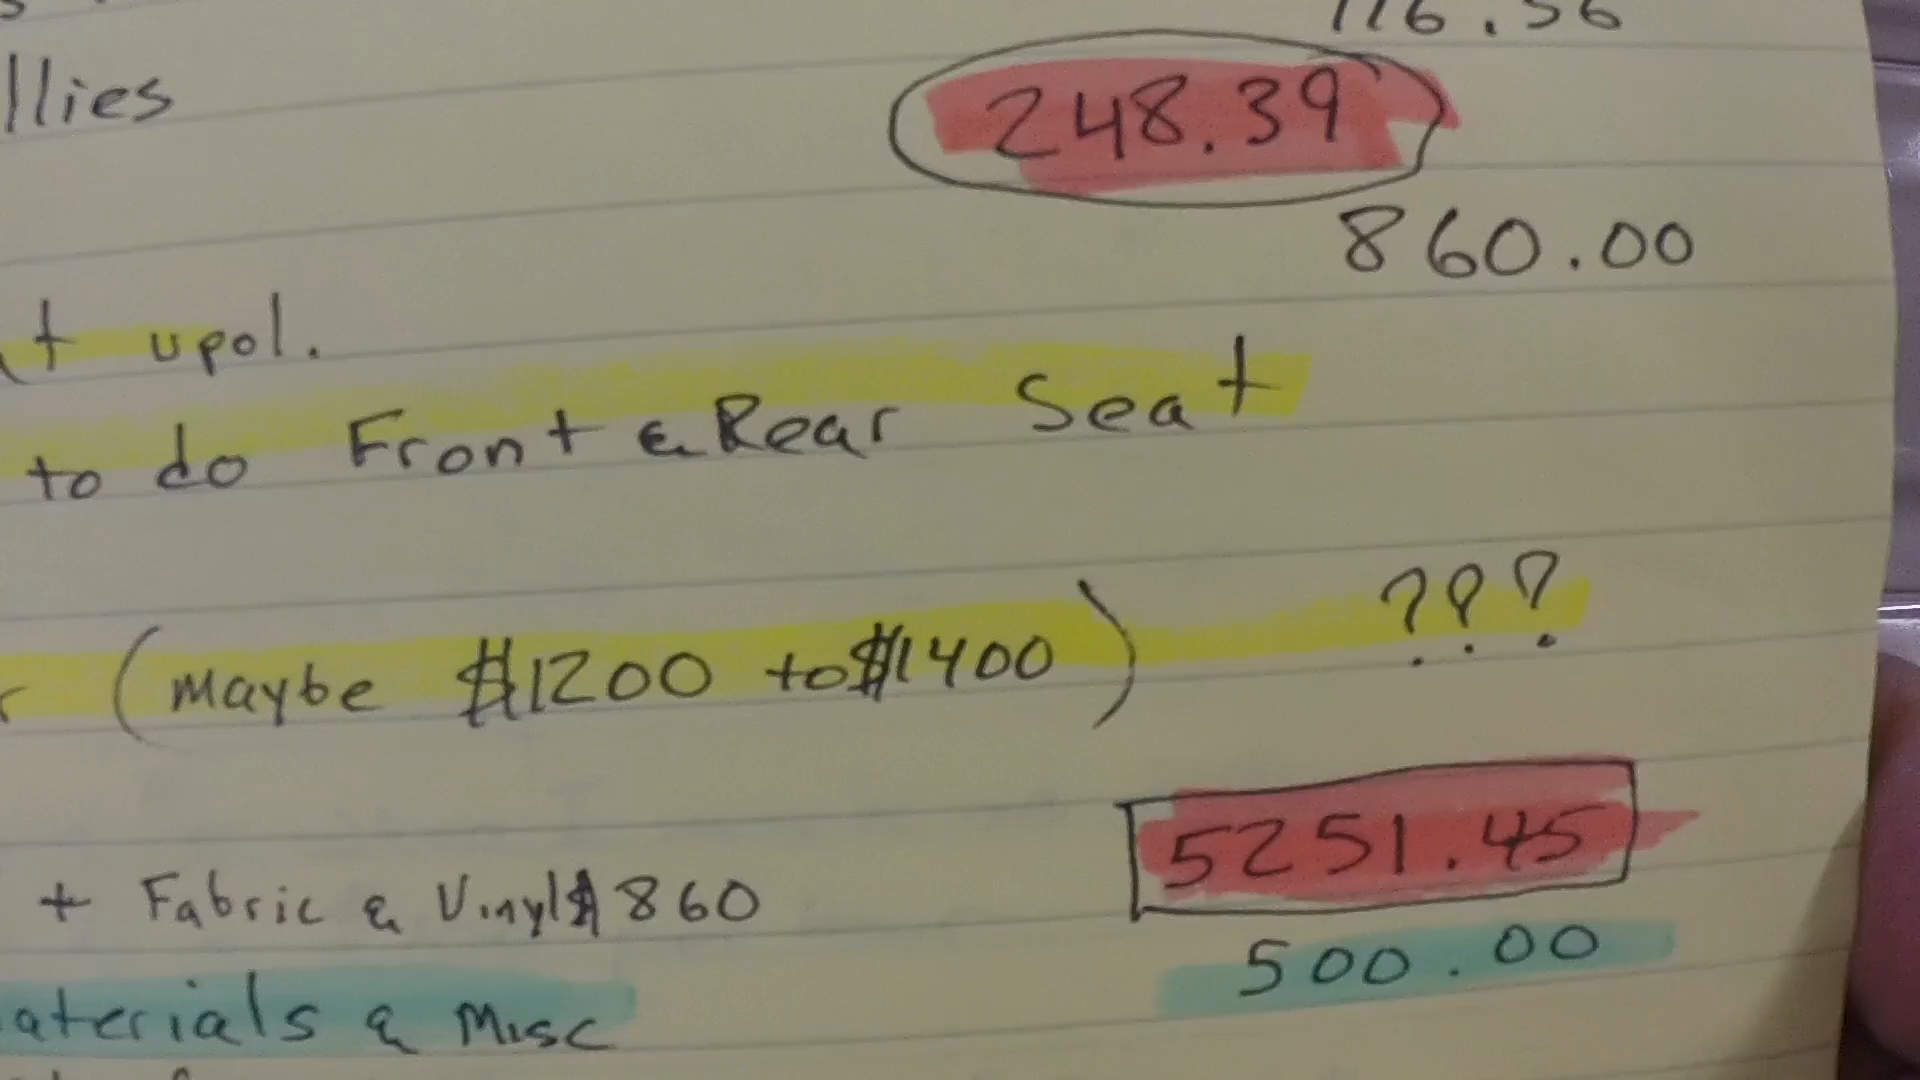 116.56
llies 248.39
860.00
t upol.
to do Front & Rear Seat
(maybe $1200 to $1400) ???
5251.45
+ Fabric & Vinyl $860
500.00
aterials & Misc